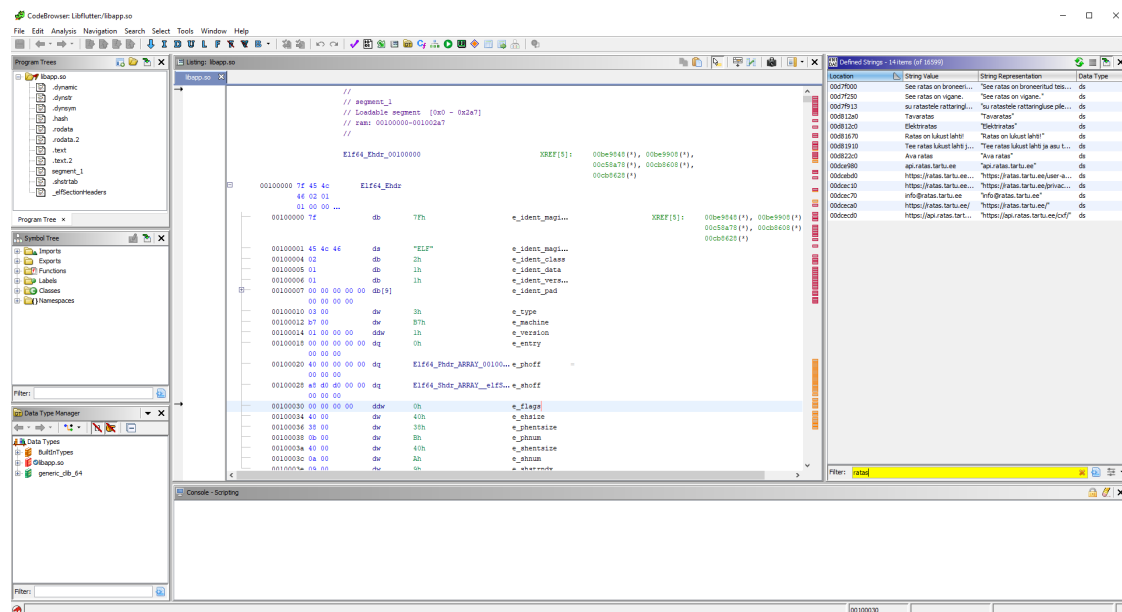 CodeBrowser: Libflutter:/libapp.so
File Edit Analysis Navigation Search Select Tools Window Help
I D U L F B
Program Trees
libapp.so
.dynamic
.dynstr
.dynsym
.hash
.rodata
.rodata.2
.text
.text.2
segment_1
.shstrtab
_elfSectionHeaders
Program Tree ×
Symbol Tree
Imports
Exports
Functions
Labels
Classes
Namespaces
Filter:
Data Type Manager
Data Types
BuiltInTypes
libapp.so
generic_clib_64
Filter:
Listing: libapp.so
libapp.so
//
// segment_1
// Loadable segment [0x0 - 0x2a7]
// ram: 00100000-001002a7
//
Elf64_Ehdr_00100000 XREF[5]: 00be9848(*), 00be9908(*),
00c58a78(*), 00cb8608(*),
00cb8628(*)
00100000 7f 45 4c Elf64_Ehdr
46 02 01
01 00 00 ...
00100000 7f db 7Fh e_ident_magi... XREF[5]: 00be9848(*), 00be9908(*)
00c58a78(*), 00cb8608(*)
00cb8628(*)
00100001 45 4c 46 ds "ELF" e_ident_magi...
00100004 02 db 2h e_ident_class
00100005 01 db 1h e_ident_data
00100006 01 db 1h e_ident_vers...
00100007 00 00 00 00 00 db[9] e_ident_pad
00 00 00 00
00100010 03 00 dw 3h e_type
00100012 b7 00 dw B7h e_machine
00100014 01 00 00 00 ddw 1h e_version
00100018 00 00 00 00 00 dq 0h e_entry
00 00 00
00100020 40 00 00 00 00 dq Elf64_Phdr_ARRAY_00100... e_phoff
00 00 00
00100028 a8 d0 d0 00 00 dq Elf64_Shdr_ARRAY__elfS... e_shoff
00 00 00
00100030 00 00 00 00 ddw 0h e_flags
00100034 40 00 dw 40h e_ehsize
00100036 38 00 dw 38h e_phentsize
00100038 0b 00 dw Bh e_phnum
0010003a 40 00 dw 40h e_shentsize
0010003c 0a 00 dw Ah e_shnum
0010003e 09 00 dw 9h e_shstrndx
Console - Scripting
Defined Strings - 14 items (of 16599)
Location String Value String Representation Data Type
00d7f000 See ratas on broneeri... "See ratas on broneeritud teis... ds
00d7f250 See ratas on vigane. "See ratas on vigane." ds
00d7f913 su ratastele rattaringl... "su ratastele rattaringluse pile... ds
00d812a0 Tavaratas "Tavaratas" ds
00d812c0 Elektriratas "Elektriratas" ds
00d81670 Ratas on lukust lahti! "Ratas on lukust lahti!" ds
00d81910 Tee ratas lukust lahti j... "Tee ratas lukust lahti ja asu t... ds
00d822c0 Ava ratas "Ava ratas" ds
00dce980 api.ratas.tartu.ee "api.ratas.tartu.ee" ds
00dcebd0 https://ratas.tartu.ee... "https://ratas.tartu.ee/user-a... ds
00dcec10 https://ratas.tartu.ee... "https://ratas.tartu.ee/privac... ds
00dcec70 info@ratas.tartu.ee "info@ratas.tartu.ee" ds
00dceca0 https://ratas.tartu.ee/ "https://ratas.tartu.ee/" ds
00dcecd0 https://api.ratas.tart... "https://api.ratas.tartu.ee/cxf/" ds
Filter: ratas
00100030